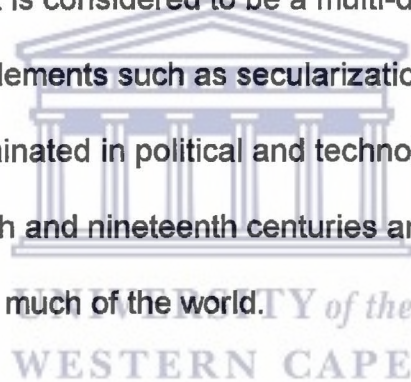 is considered to be a multi-d
lements such as secularizatio
inated in political and techno
h and nineteenth centuries ar
much of the world.
UNIVERSITY of the
WESTERN CAPE